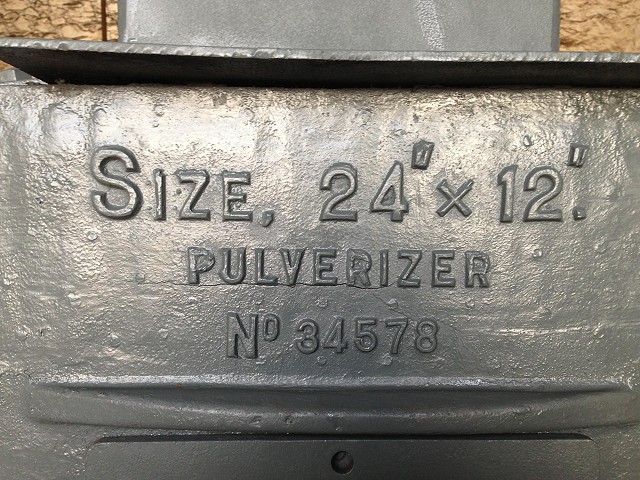 SIZE, 24" × 12".
PULVERIZER
No 34578